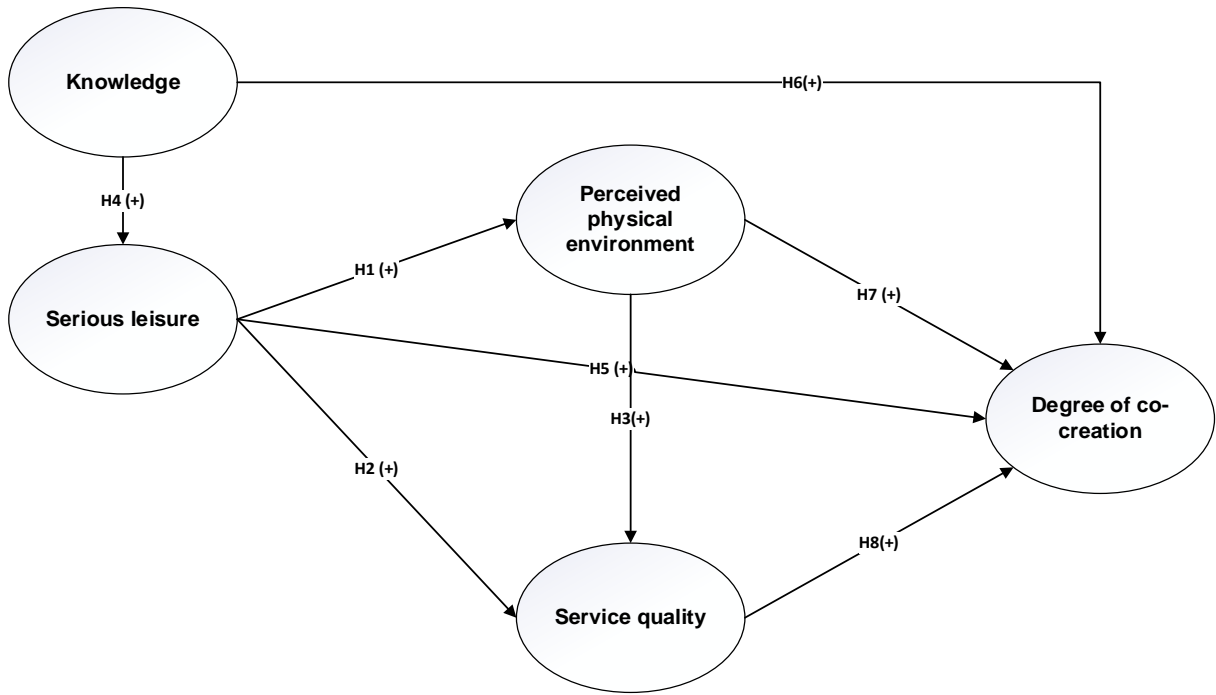 Knowledge
H6(+)
H4 (+)
Perceived
physical
environment
H1 (+)
H7 (+)
Serious leisure
H5 (+)
H3(+)
Degree of co-
creation
H2 (+)
H8(+)
Service quality